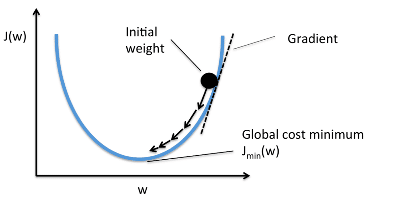 J(w)
Initial
weight
Gradient
Global cost minimum
Jmin(w)
w